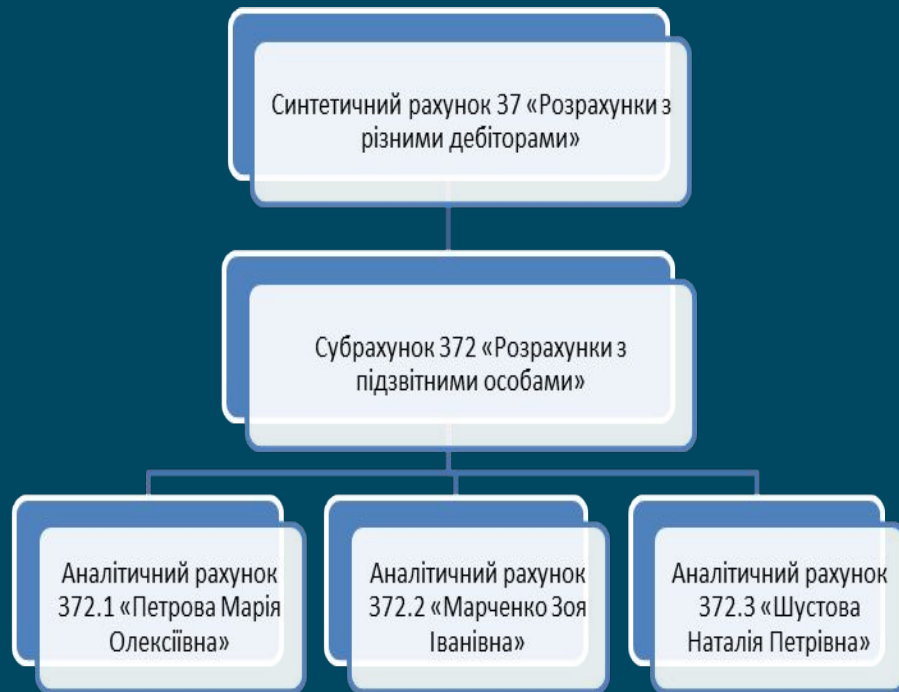 Синтетичний рахунок 37 «Розрахунки з
різними дебіторами»
Субрахунок 372 «Розрахунки з
підзвітними особами»
Аналітичний рахунок
372.1 «Петрова Марія
Олексіївна»
Аналітичний рахунок
372.2 «Марченко Зоя
Іванівна»
Аналітичний рахунок
372.3 «Шустова
Наталія Петрівна»